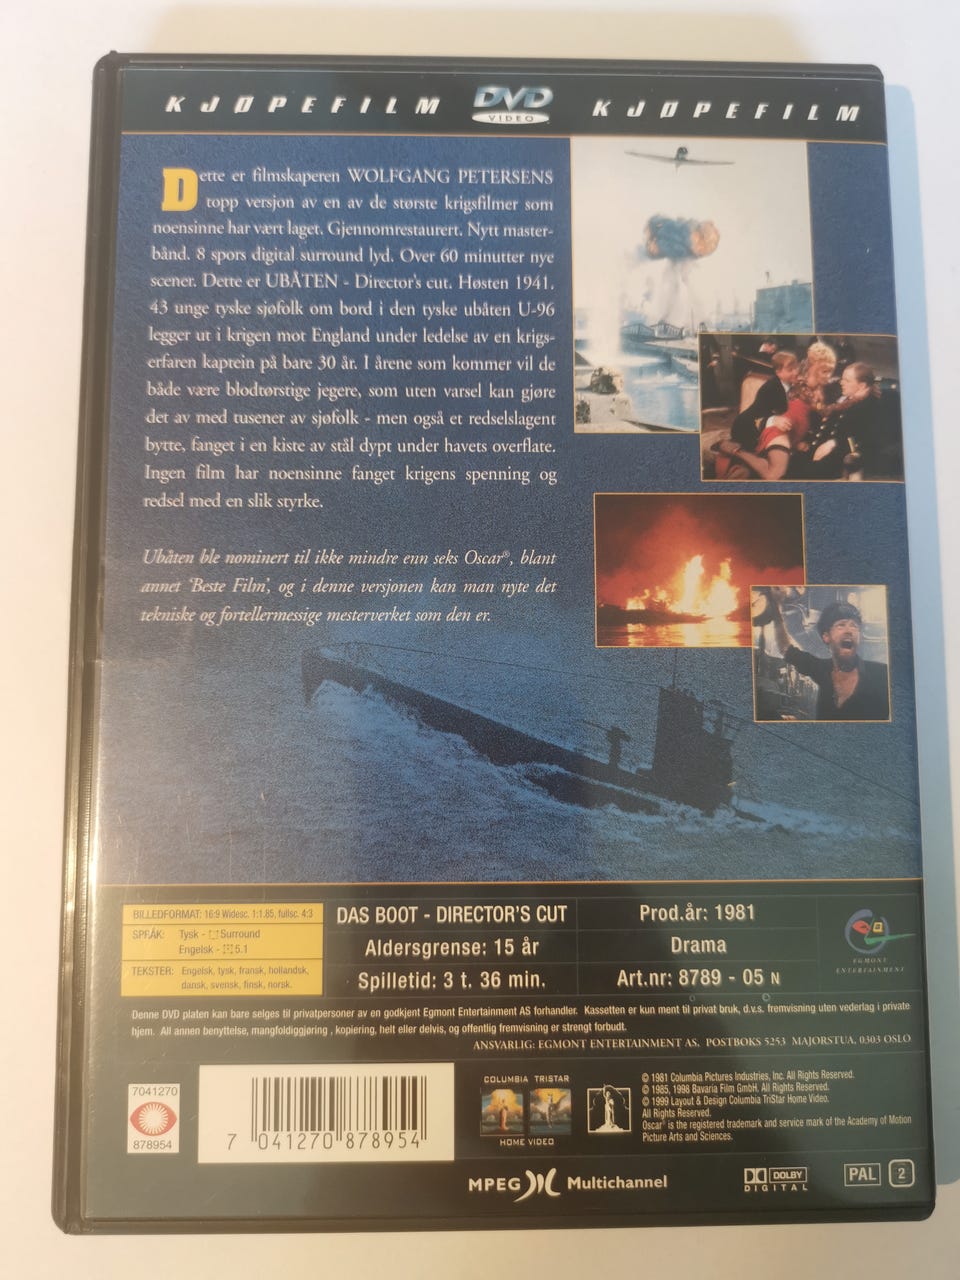 KJØPEFILM DVD VIDEO KJØPEFILM
Dette er filmskaperen WOLFGANG PETERSENS
topp versjon av en av de største krigsfilmer som
noensinne har vært laget. Gjennomrestaurert. Nytt master-
bånd. 8 spors digital surround lyd. Over 60 minutter nye
scener. Dette er UBÅTEN - Director's cut. Høsten 1941.
43 unge tyske sjøfolk om bord i den tyske ubåten U-96
legger ut i krigen mot England under ledelse av en krigs-
erfaren kaptein på bare 30 år. I årene som kommer vil de
både være blodtørstige jegere, som uten varsel kan gjøre
det av med tusener av sjøfolk - men også et redselslagent
bytte, fanget i en kiste av stål dypt under havets overflate.
Ingen film har noensinne fanget krigens spenning og
redsel med en slik styrke.
Ubåten ble nominert til ikke mindre enn seks Oscar®, blant
annet 'Beste Film', og i denne versjonen kan man nyte det
tekniske og fortellermessige mesterverket som den er.
BILLEDFORMAT: 16:9 Widesc. 1:1.85, fullsc. 4:3
SPRÅK: Tysk - Surround
Engelsk - 5.1
TEKSTER: Engelsk, tysk, fransk, hollandsk,
dansk, svensk, finsk, norsk.
DAS BOOT - DIRECTOR'S CUT
Aldersgrense: 15 år
Spilletid: 3 t. 36 min.
Prod.år: 1981
Drama
Art.nr: 8789 - 05 N
EGMONT
ENTERTAINMENT
Denne DVD platen kan bare selges til privatpersoner av en godkjent Egmont Entertainment AS forhandler. Kassetten er kun ment til privat bruk, d.v.s. fremvisning uten vederlag i private
hjem. All annen benyttelse, mangfoldiggjøring , kopiering, helt eller delvis, og offentlig fremvisning er strengt forbudt.
ANSVARLIG: EGMONT ENTERTAINMENT AS. POSTBOKS 5253 MAJORSTUA, 0303 OSLO
7041270
878954
7 041270 878954
COLUMBIA TRISTAR
HOME VIDEO
© 1981 Columbia Pictures Industries, Inc. All Rights Reserved.
© 1985, 1998 Bavaria Film GmbH, All Rights Reserved.
© 1999 Layout & Design Columbia TriStar Home Video.
All Rights Reserved.
Oscar® is the registered trademark and service mark of the Academy of Motion
Picture Arts and Sciences.
MPEG Multichannel
DOLBY
DIGITAL
PAL 2